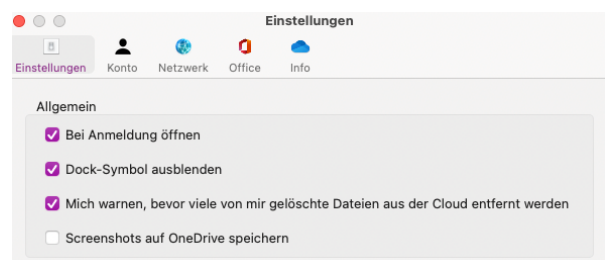 Einstellungen
Einstellungen Konto Netzwerk Office Info
Allgemein
Bei Anmeldung öffnen
Dock-Symbol ausblenden
Mich warnen, bevor viele von mir gelöschte Dateien aus der Cloud entfernt werden
Screenshots auf OneDrive speichern